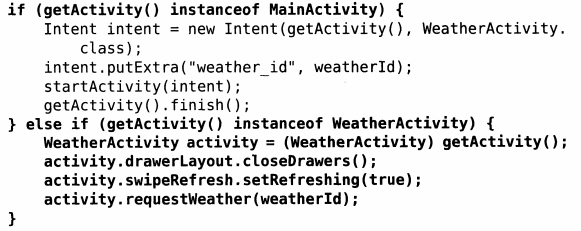 if (getActivity() instanceof MainActivity) {
    Intent intent = new Intent(getActivity(), WeatherActivity.
        class);
    intent.putExtra("weather_id", weatherId);
    startActivity(intent);
    getActivity().finish();
} else if (getActivity() instanceof WeatherActivity) {
    WeatherActivity activity = (WeatherActivity) getActivity();
    activity.drawerLayout.closeDrawers();
    activity.swipeRefresh.setRefreshing(true);
    activity.requestWeather(weatherId);
}